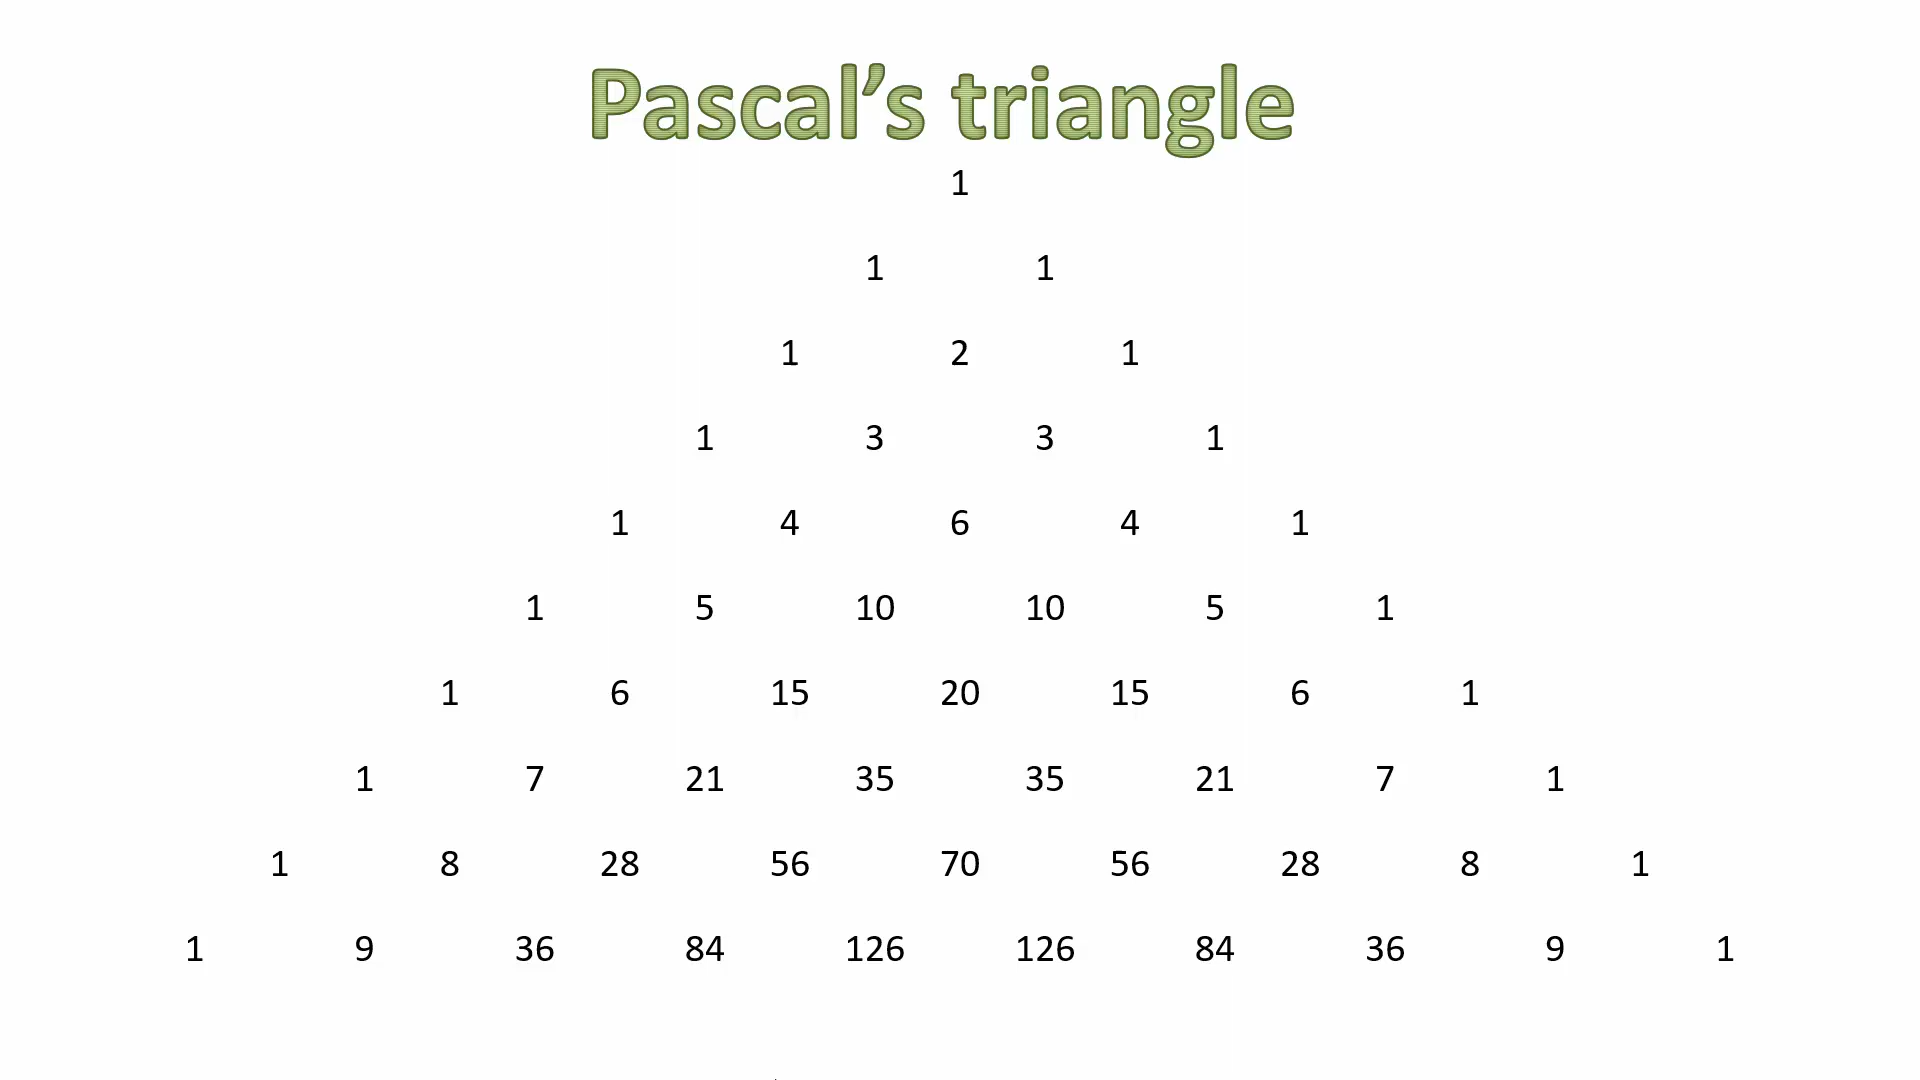 Pascal’s triangle
1
1 1
1 2 1
1 3 3 1
1 4 6 4 1
1 5 10 10 5 1
1 6 15 20 15 6 1
1 7 21 35 35 21 7 1
1 8 28 56 70 56 28 8 1
1 9 36 84 126 126 84 36 9 1